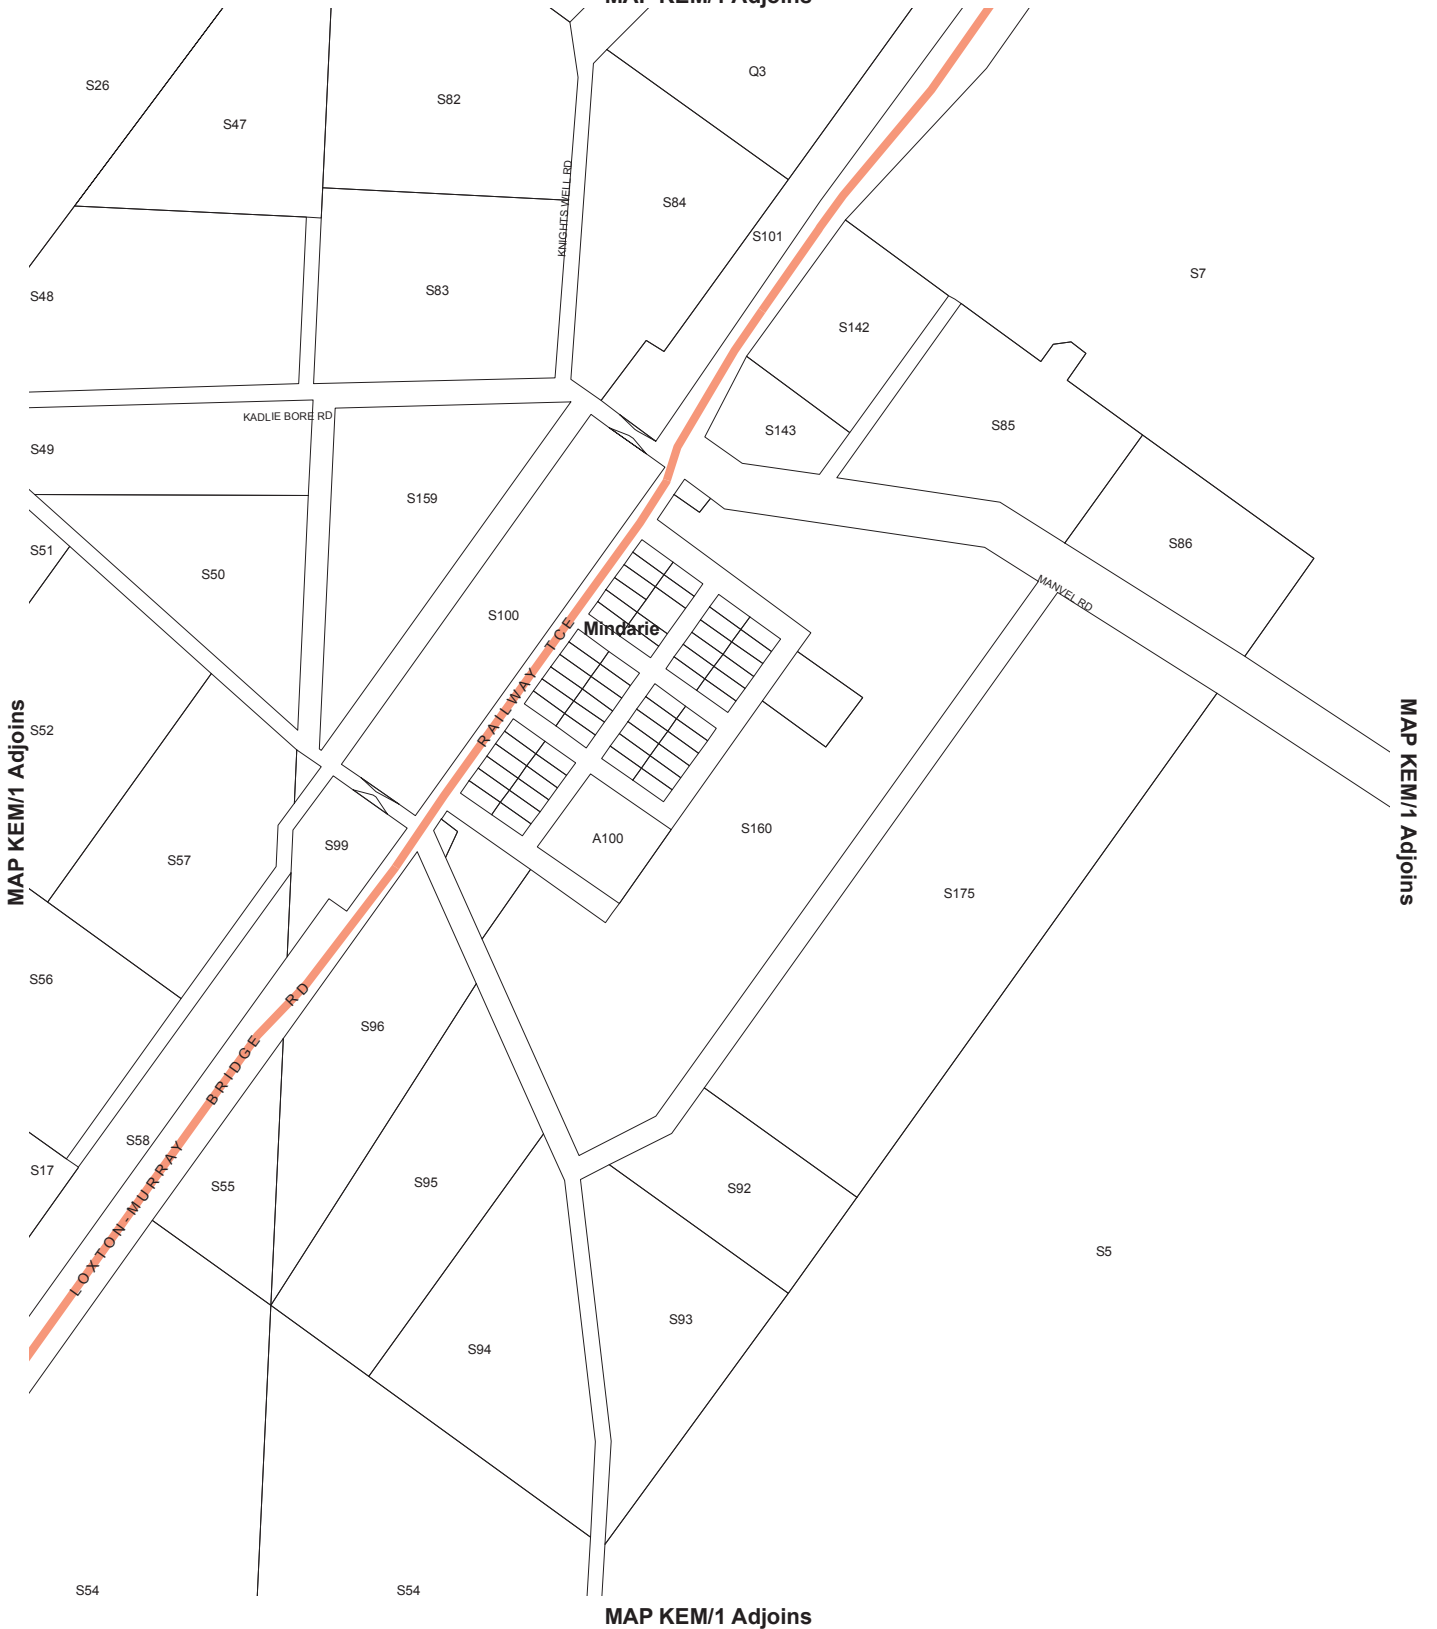 MAP KEM/1 Adjoins
Q3
S26
S82
S47
KNIGHTS WELL RD
S84
S101
S7
S83
S48
S142
KADLIE BORE RD
S85
S143
S49
S159
S86
S51
S50
MANVEL RD
S100
Mindarie
RAILWAY TCE
MAP KEM/1 Adjoins
S52
MAP KEM/1 Adjoins
S160
A100
S99
S57
S175
S56
LOXTON-MURRAY BRIDGE RD
S96
S58
S17
S55
S95
S92
S5
S93
S94
S54
S54
MAP KEM/1 Adjoins